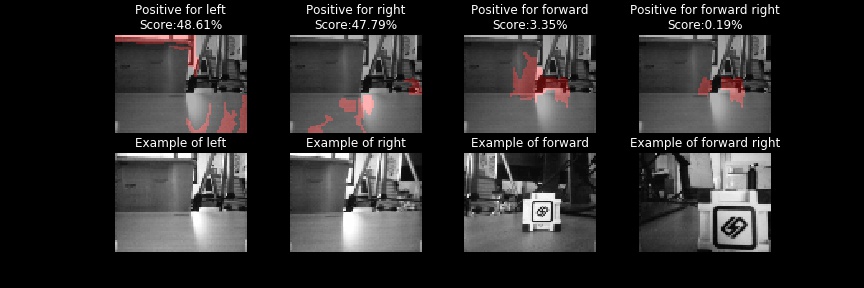 Positive for left
Score:48.61%
Positive for right
Score:47.79%
Positive for forward
Score:3.35%
Positive for forward right
Score:0.19%
Example of left
Example of right
Example of forward
Example of forward right